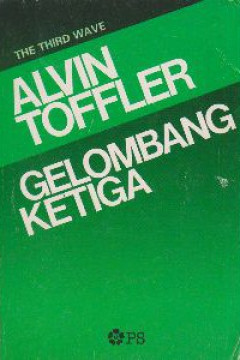 THE THIRD WAVE
ALVIN
TOFFLER
GELOMBANG
KETIGA
PS